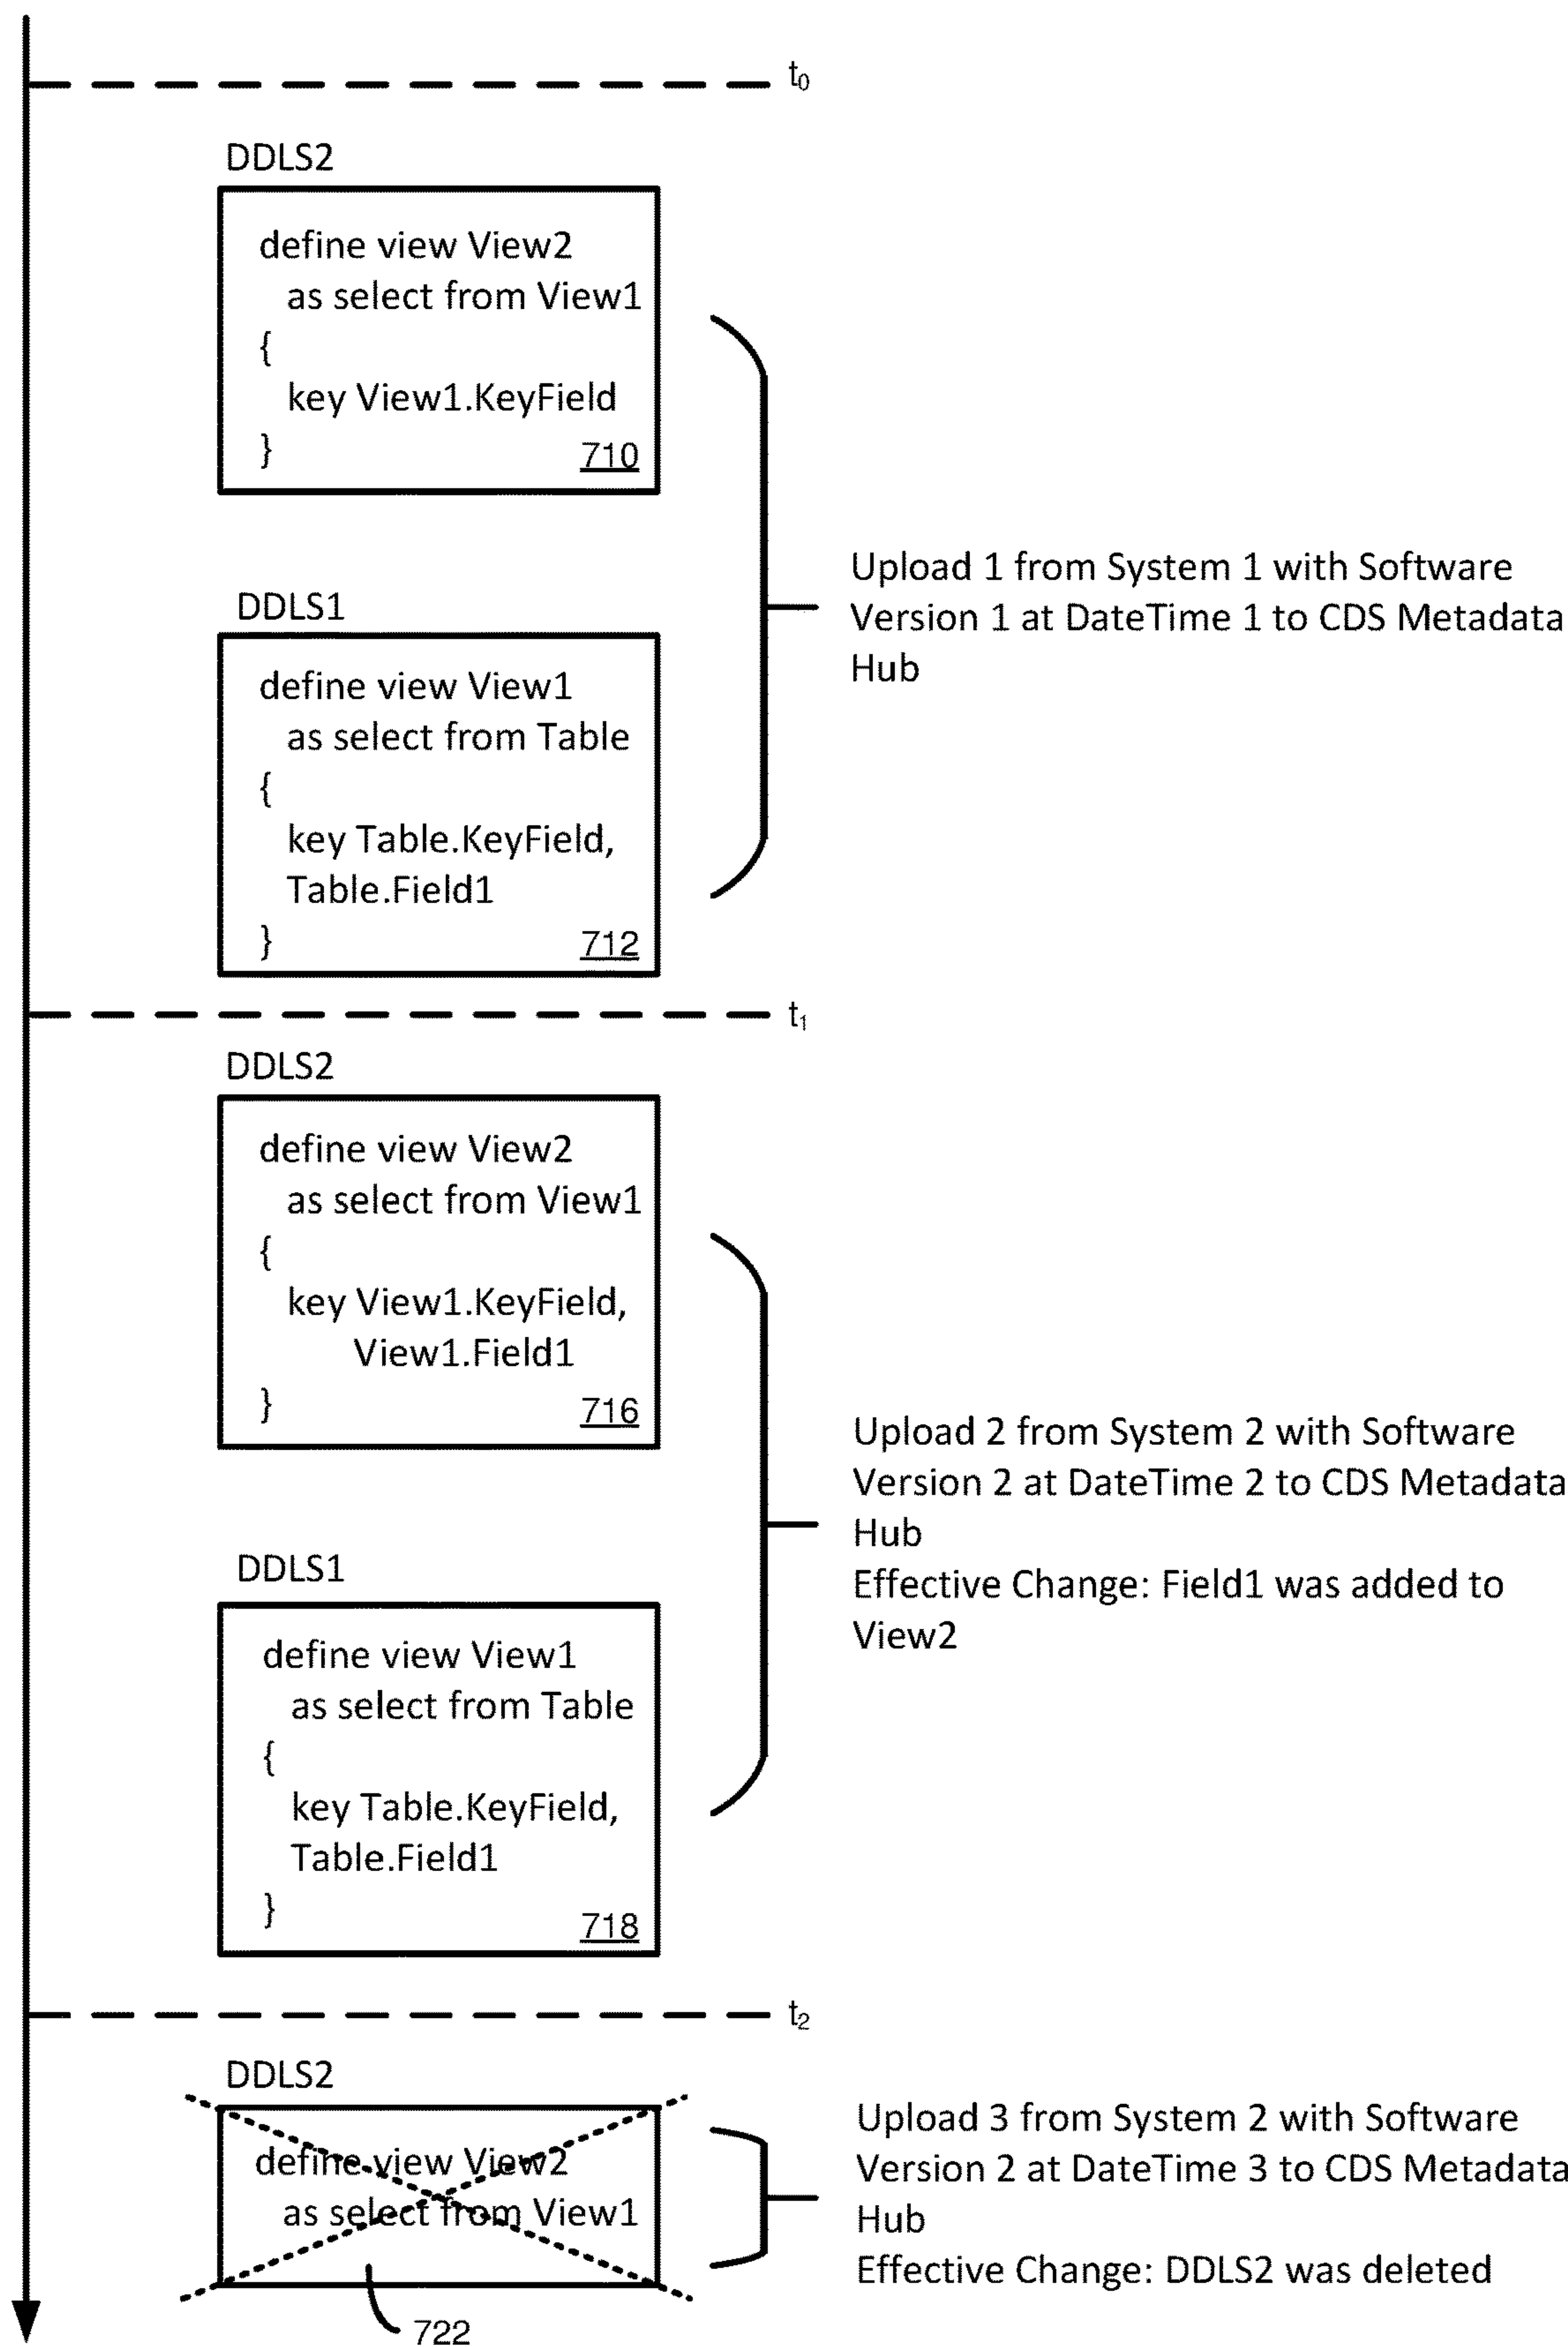 t0
DDLS2
define view View2
as select from View1
{
key View1.KeyField
}
710
DDLS1
define view View1
as select from Table
{
key Table.KeyField,
Table.Field1
}
712
Upload 1 from System 1 with Software
Version 1 at DateTime 1 to CDS Metadata
Hub
t1
DDLS2
define view View2
as select from View1
{
key View1.KeyField,
View1.Field1
}
716
DDLS1
define view View1
as select from Table
{
key Table.KeyField,
Table.Field1
}
718
Upload 2 from System 2 with Software
Version 2 at DateTime 2 to CDS Metadata
Hub
Effective Change: Field1 was added to
View2
t2
DDLS2
define view View2
as select from View1
722
Upload 3 from System 2 with Software
Version 2 at DateTime 3 to CDS Metadata
Hub
Effective Change: DDLS2 was deleted